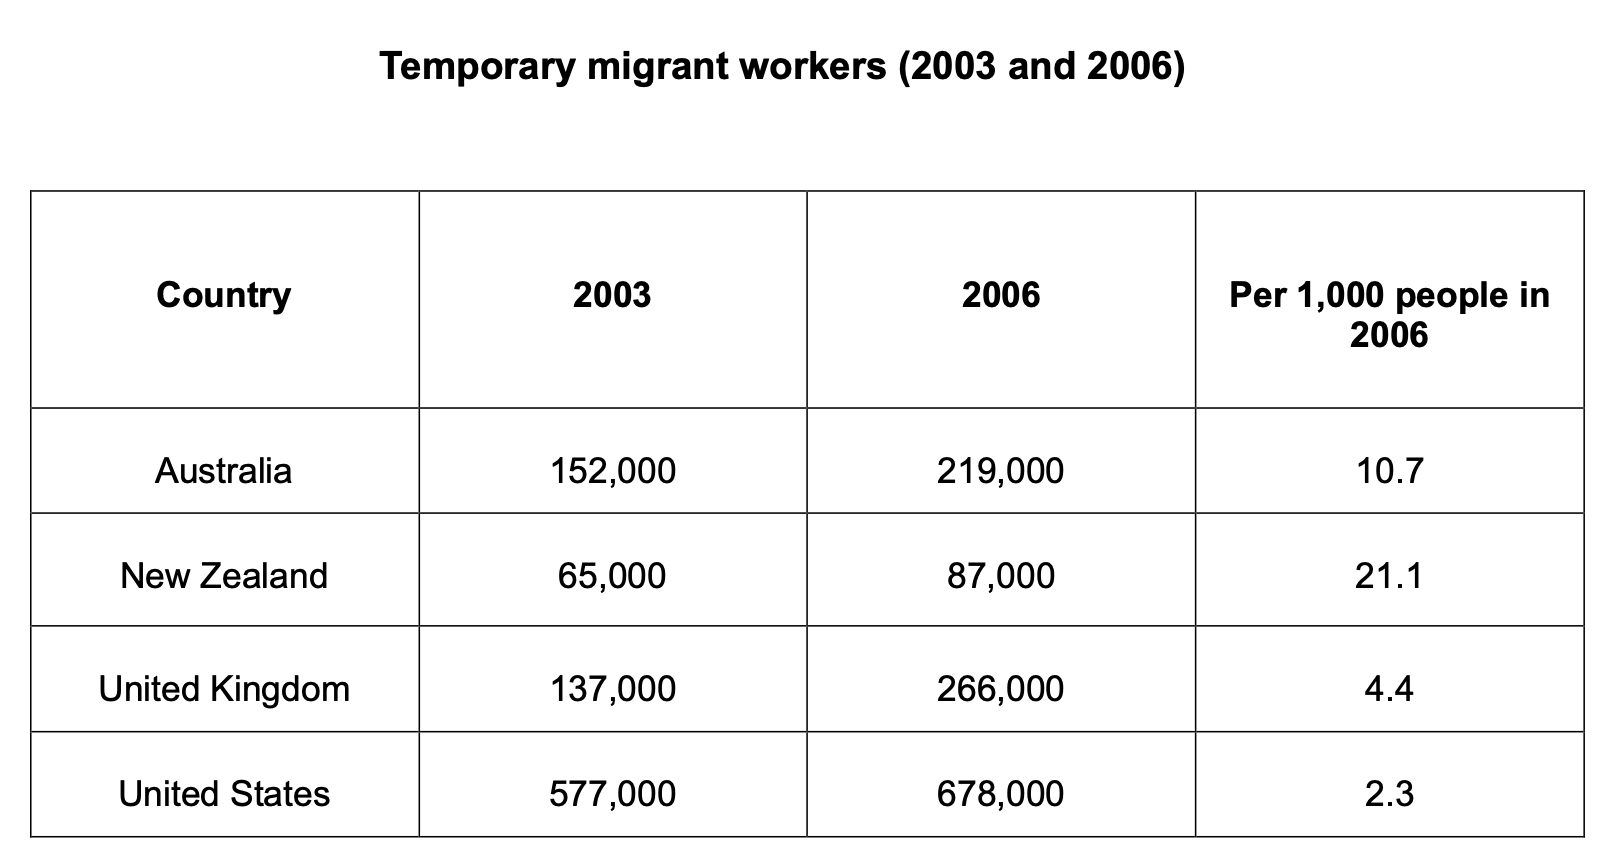 Temporary migrant workers (2003 and 2006)
Country 2003 2006 Per 1,000 people in
2006
Australia 152,000 219,000 10.7
New Zealand 65,000 87,000 21.1
United Kingdom 137,000 266,000 4.4
United States 577,000 678,000 2.3